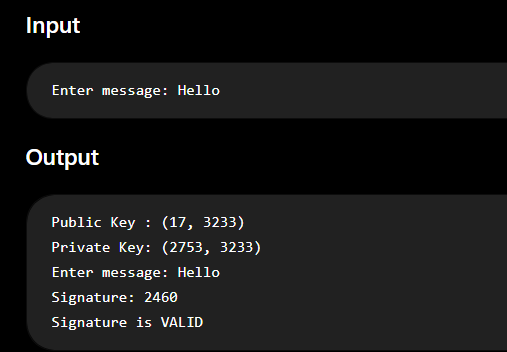 Input
Enter message: Hello
Output
Public Key : (17, 3233)
Private Key: (2753, 3233)
Enter message: Hello
Signature: 2460
Signature is VALID